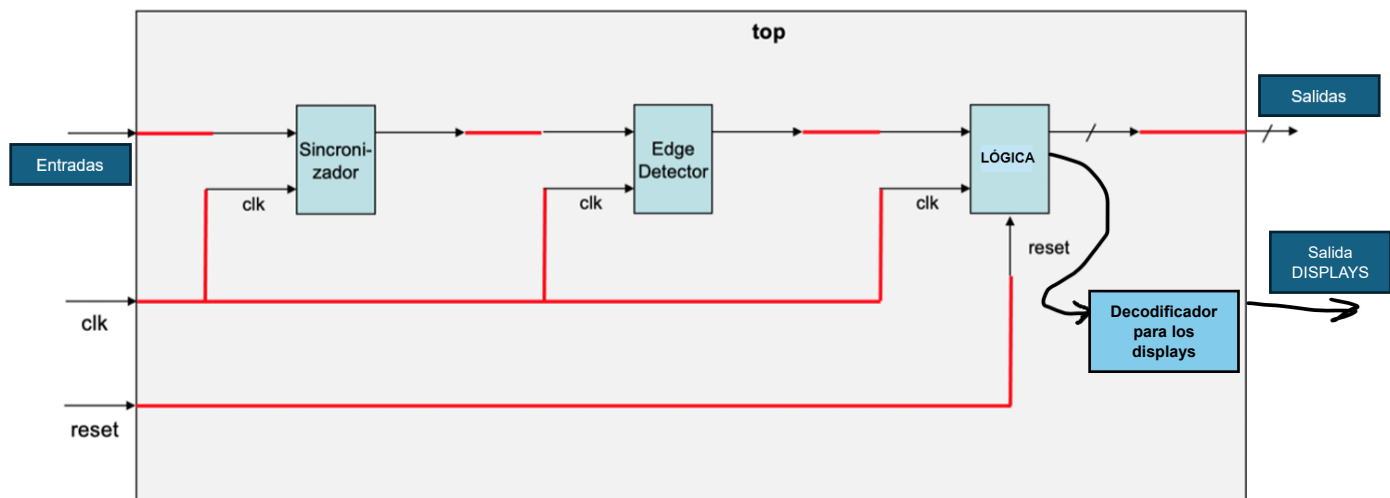 top
Salidas
Entradas
Sincroni-
zador
clk
Edge
Detector
clk
LÓGICA
clk
reset
Salida
DISPLAYS
clk
Decodificador
para los
displays
reset